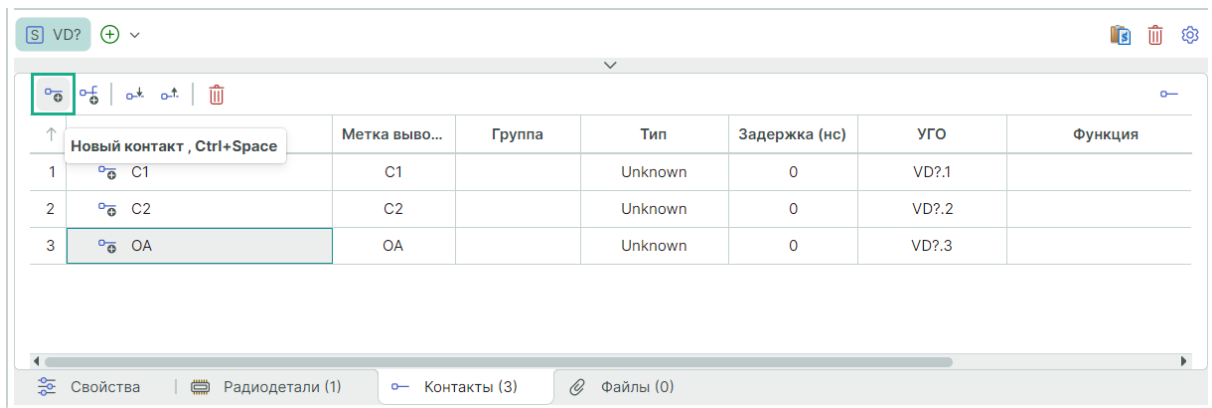 S VD?
Метка выво... Группа Тип Задержка (нс) УГО Функция
Новый контакт , Ctrl+Space
1 C1 C1 Unknown 0 VD?.1
2 C2 C2 Unknown 0 VD?.2
3 OA OA Unknown 0 VD?.3
Свойства Радиодетали (1) Контакты (3) Файлы (0)